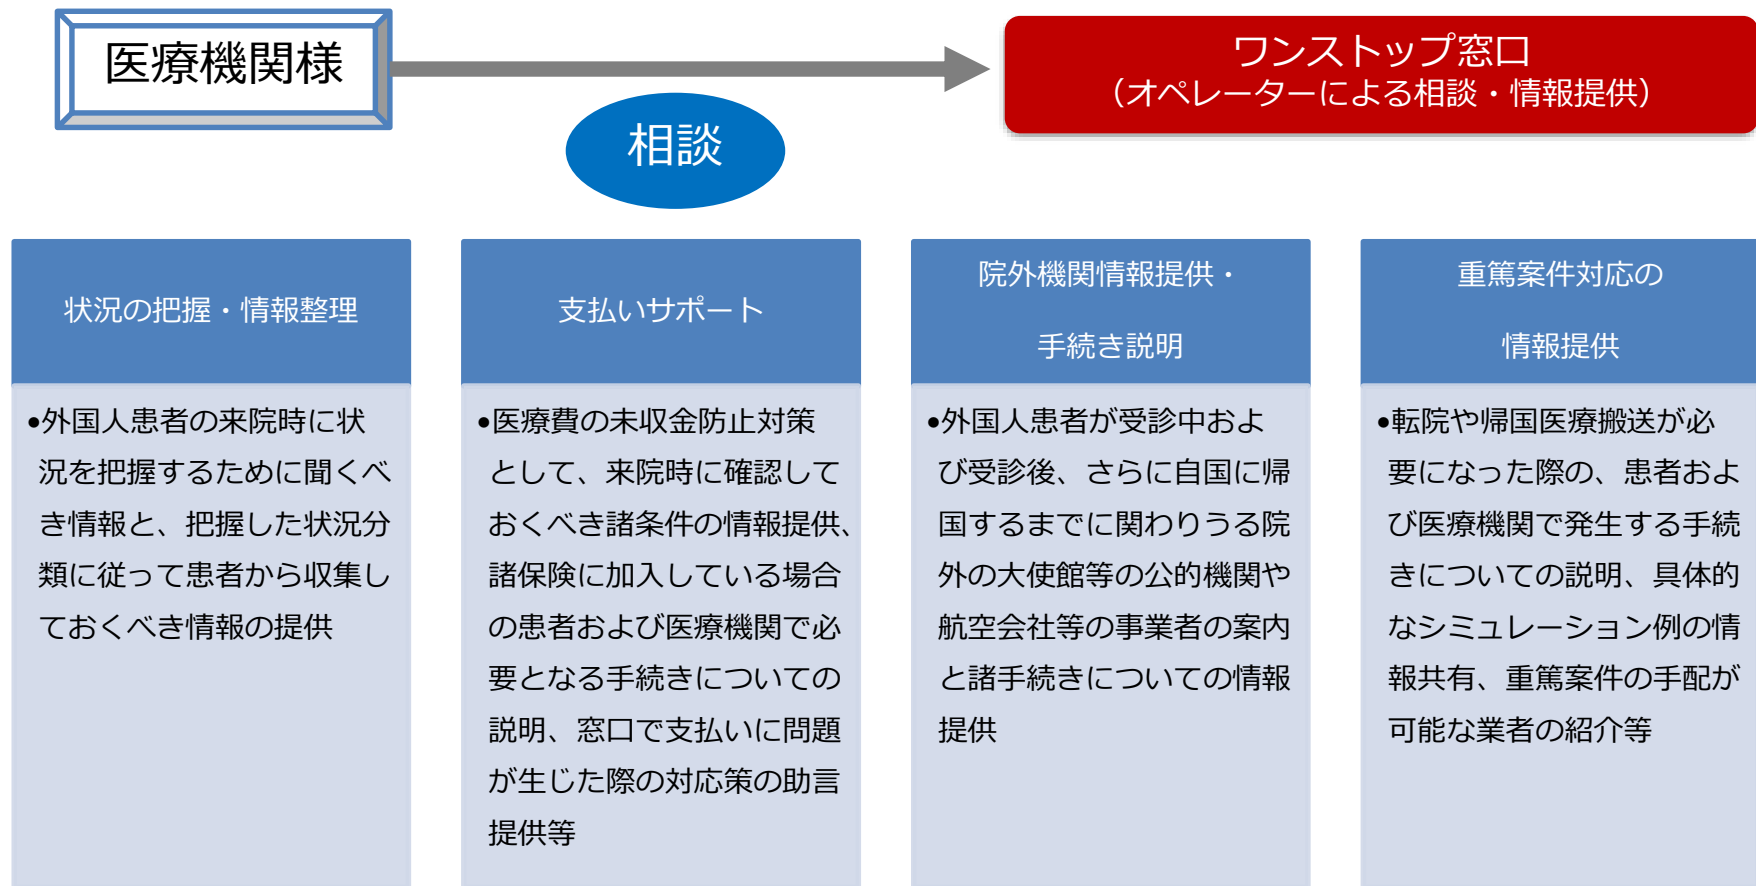 医療機関様
ワンストップ窓口
（オペレーターによる相談・情報提供）
相談
状況の把握・情報整理
•外国人患者の来院時に状
況を把握するために聞くべ
き情報と、把握した状況分
類に従って患者から収集し
ておくべき情報の提供
支払いサポート
•医療費の未収金防止対策
として、来院時に確認して
おくべき諸条件の情報提供、
諸保険に加入している場合
の患者および医療機関で必
要となる手続きについての
説明、窓口で支払いに問題
が生じた際の対応策の助言
提供等
院外機関情報提供・
手続き説明
•外国人患者が受診中およ
び受診後、さらに自国に帰
国するまでに関わりうる院
外の大使館等の公的機関や
航空会社等の事業者の案内
と諸手続きについての情報
提供
重篤案件対応の
情報提供
•転院や帰国医療搬送が必
要になった際の、患者およ
び医療機関で発生する手続
きについての説明、具体的
なシミュレーション例の情
報共有、重篤案件の手配が
可能な業者の紹介等